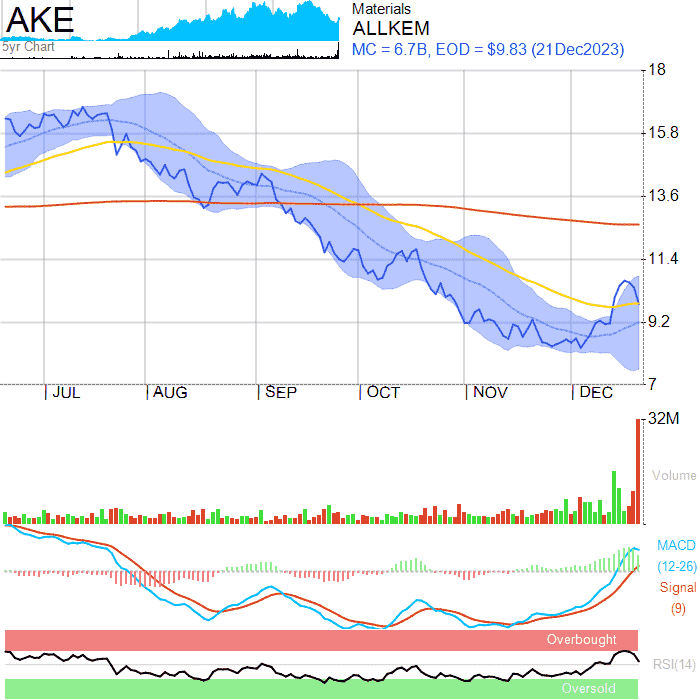 AKE
5yr Chart
Materials
ALLKEM
MC = 6.7B, EOD = $9.83 (21Dec2023)
18
15.8
13.6
11.4
9.2
7
JUL AUG SEP OCT NOV DEC
32M
Volume
MACD
(12-26)
Signal
(9)
Overbought
RSI(14)
Oversold